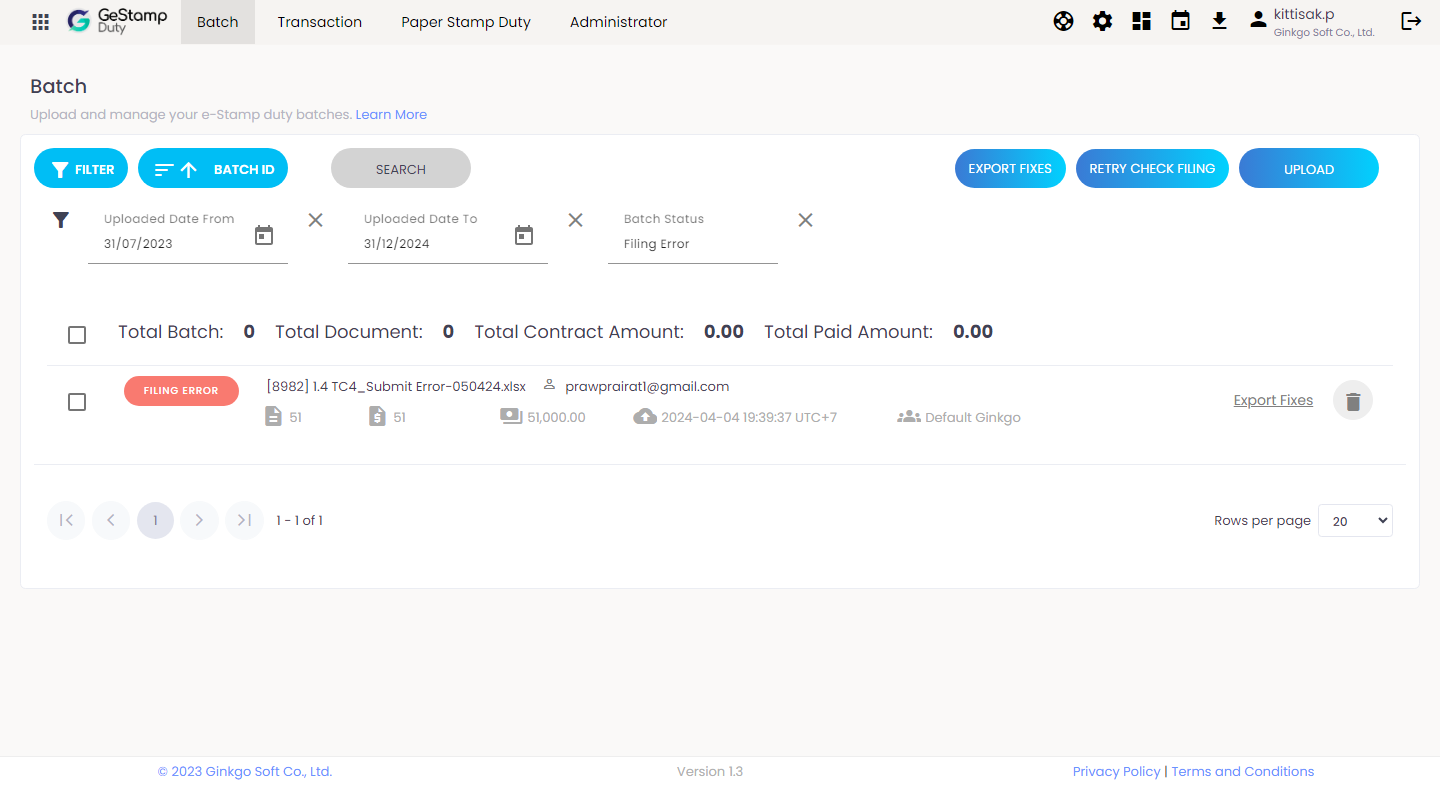 GeStamp Duty Batch Transaction Paper Stamp Duty Administrator kittisak.p
Ginkgo Soft Co., Ltd.
Batch
Upload and manage your e-Stamp duty batches. Learn More
FILTER BATCH ID SEARCH EXPORT FIXES RETRY CHECK FILING UPLOAD
Uploaded Date From Uploaded Date To Batch Status
31/07/2023 31/12/2024 Filing Error
Total Batch: 0 Total Document: 0 Total Contract Amount: 0.00 Total Paid Amount: 0.00
FILING ERROR [8982] 1.4 TC4_Submit Error-050424.xlsx prawprairat1@gmail.com
51 51 51,000.00 2024-04-04 19:39:37 UTC+7 Default Ginkgo Export Fixes
1 1 - 1 of 1 Rows per page 20
© 2023 Ginkgo Soft Co., Ltd. Version 1.3 Privacy Policy | Terms and Conditions